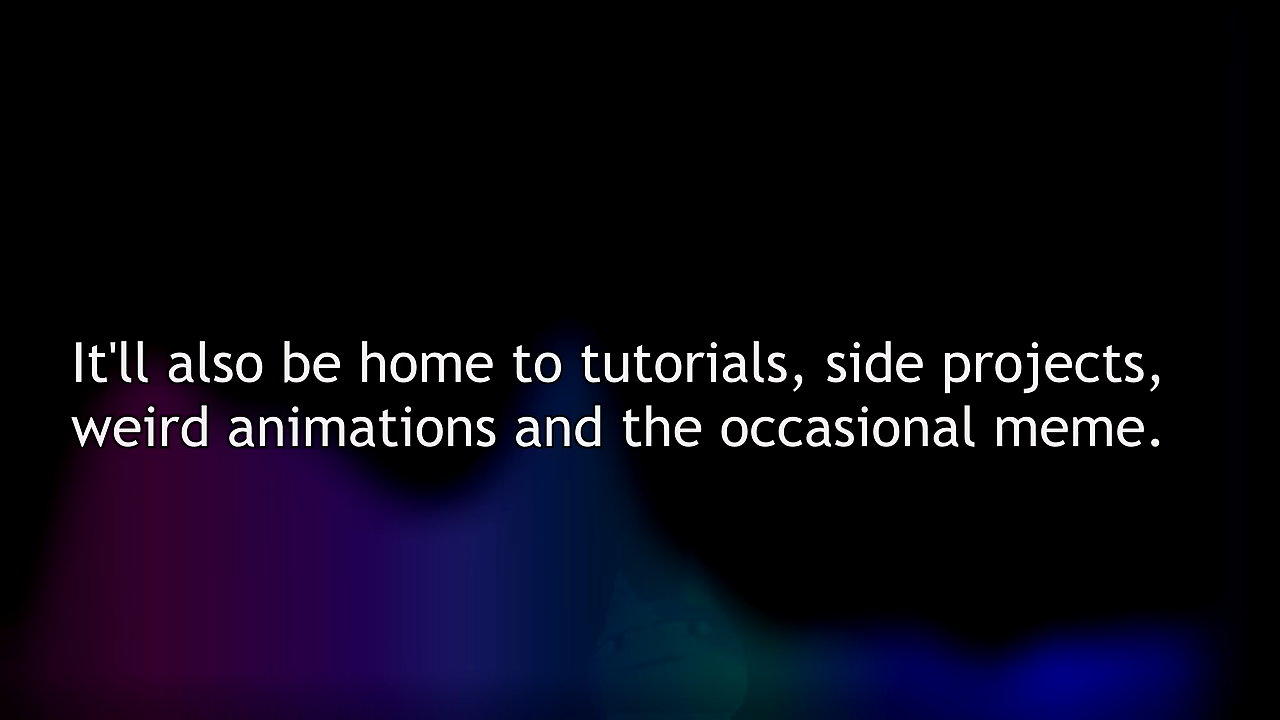 It'll also be home to tutorials, side projects,
weird animations and the occasional meme.